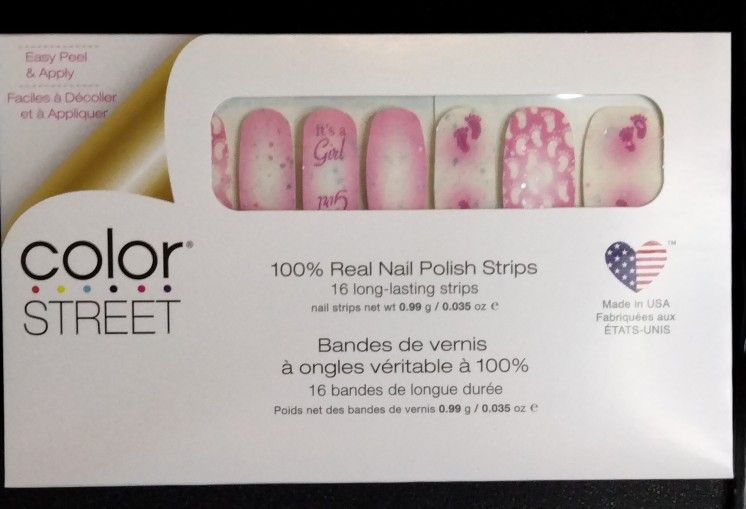 Easy Peel
& Apply
Faciles à Décoller
et à Appliquer
It's a
Girl
Girl
color®
STREET
100% Real Nail Polish Strips
16 long-lasting strips
nail strips net wt 0.99 g / 0.035 oz ℮
Bandes de vernis
à ongles véritable à 100%
16 bandes de longue durée
Poids net des bandes de vernis 0.99 g / 0.035 oz ℮
™
Made in USA
Fabriquées aux
ÉTATS-UNIS